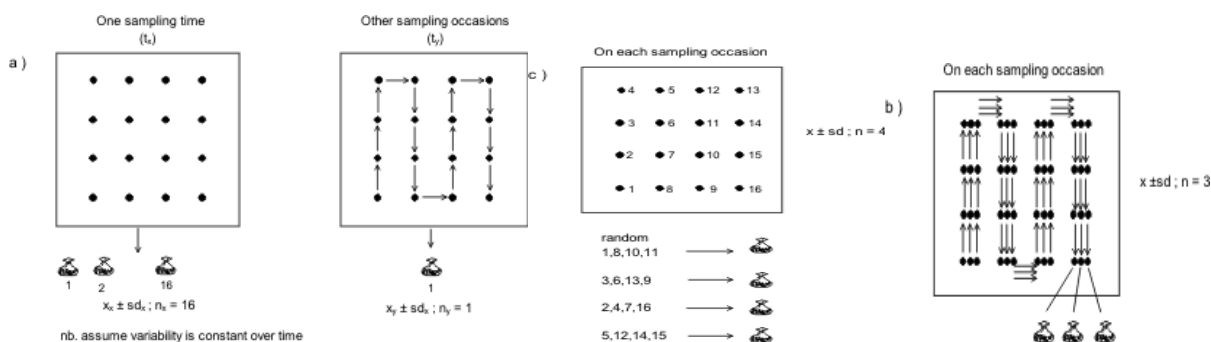 One sampling time
(tₓ)
a )
1 2 16
xₓ ± sdₓ ; nₓ = 16
nb. assume variability is constant over time
Other sampling occasions
(tᵧ)
1
xᵧ ± sdₓ ; nᵧ = 1
c )
On each sampling occasion
4 5 12 13
3 6 11 14
2 7 10 15
1 8 9 16
x ± sd ; n = 4
random
1,8,10,11
3,6,13,9
2,4,7,16
5,12,14,15
b )
On each sampling occasion
x ±sd ; n = 3